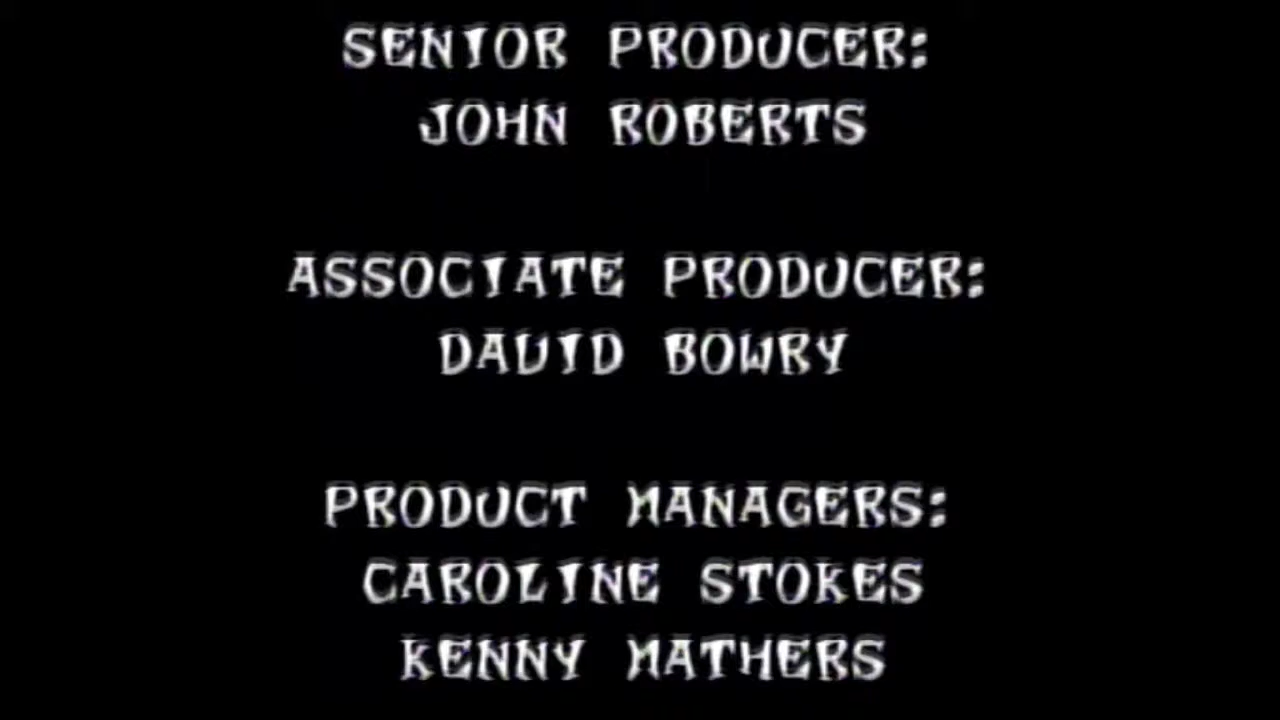 SENIOR PRODUCER:
JOHN ROBERTS
ASSOCIATE PRODUCER:
DAVID BOWRY
PRODUCT MANAGERS:
CAROLINE STOKES
KENNY MATHERS